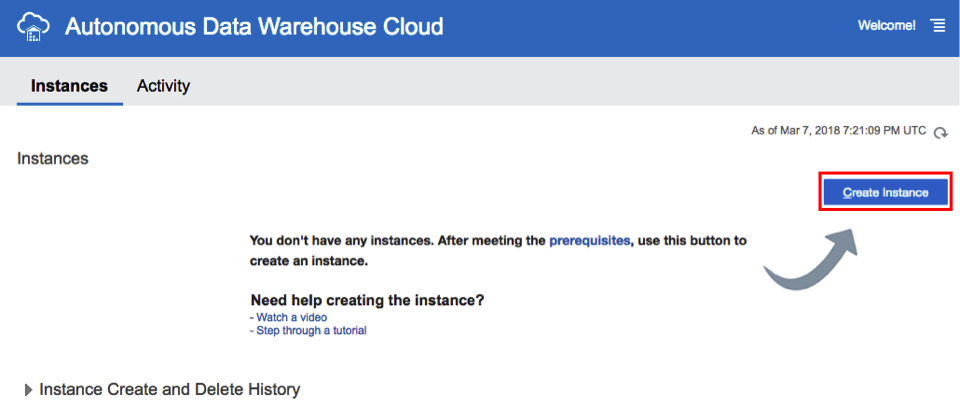 Autonomous Data Warehouse Cloud
Welcome!
Instances
Activity
As of Mar 7, 2018 7:21:09 PM UTC
Instances
Create Instance
You don't have any instances. After meeting the prerequisites, use this button to
create an instance.
Need help creating the instance?
- Watch a video
- Step through a tutorial
Instance Create and Delete History